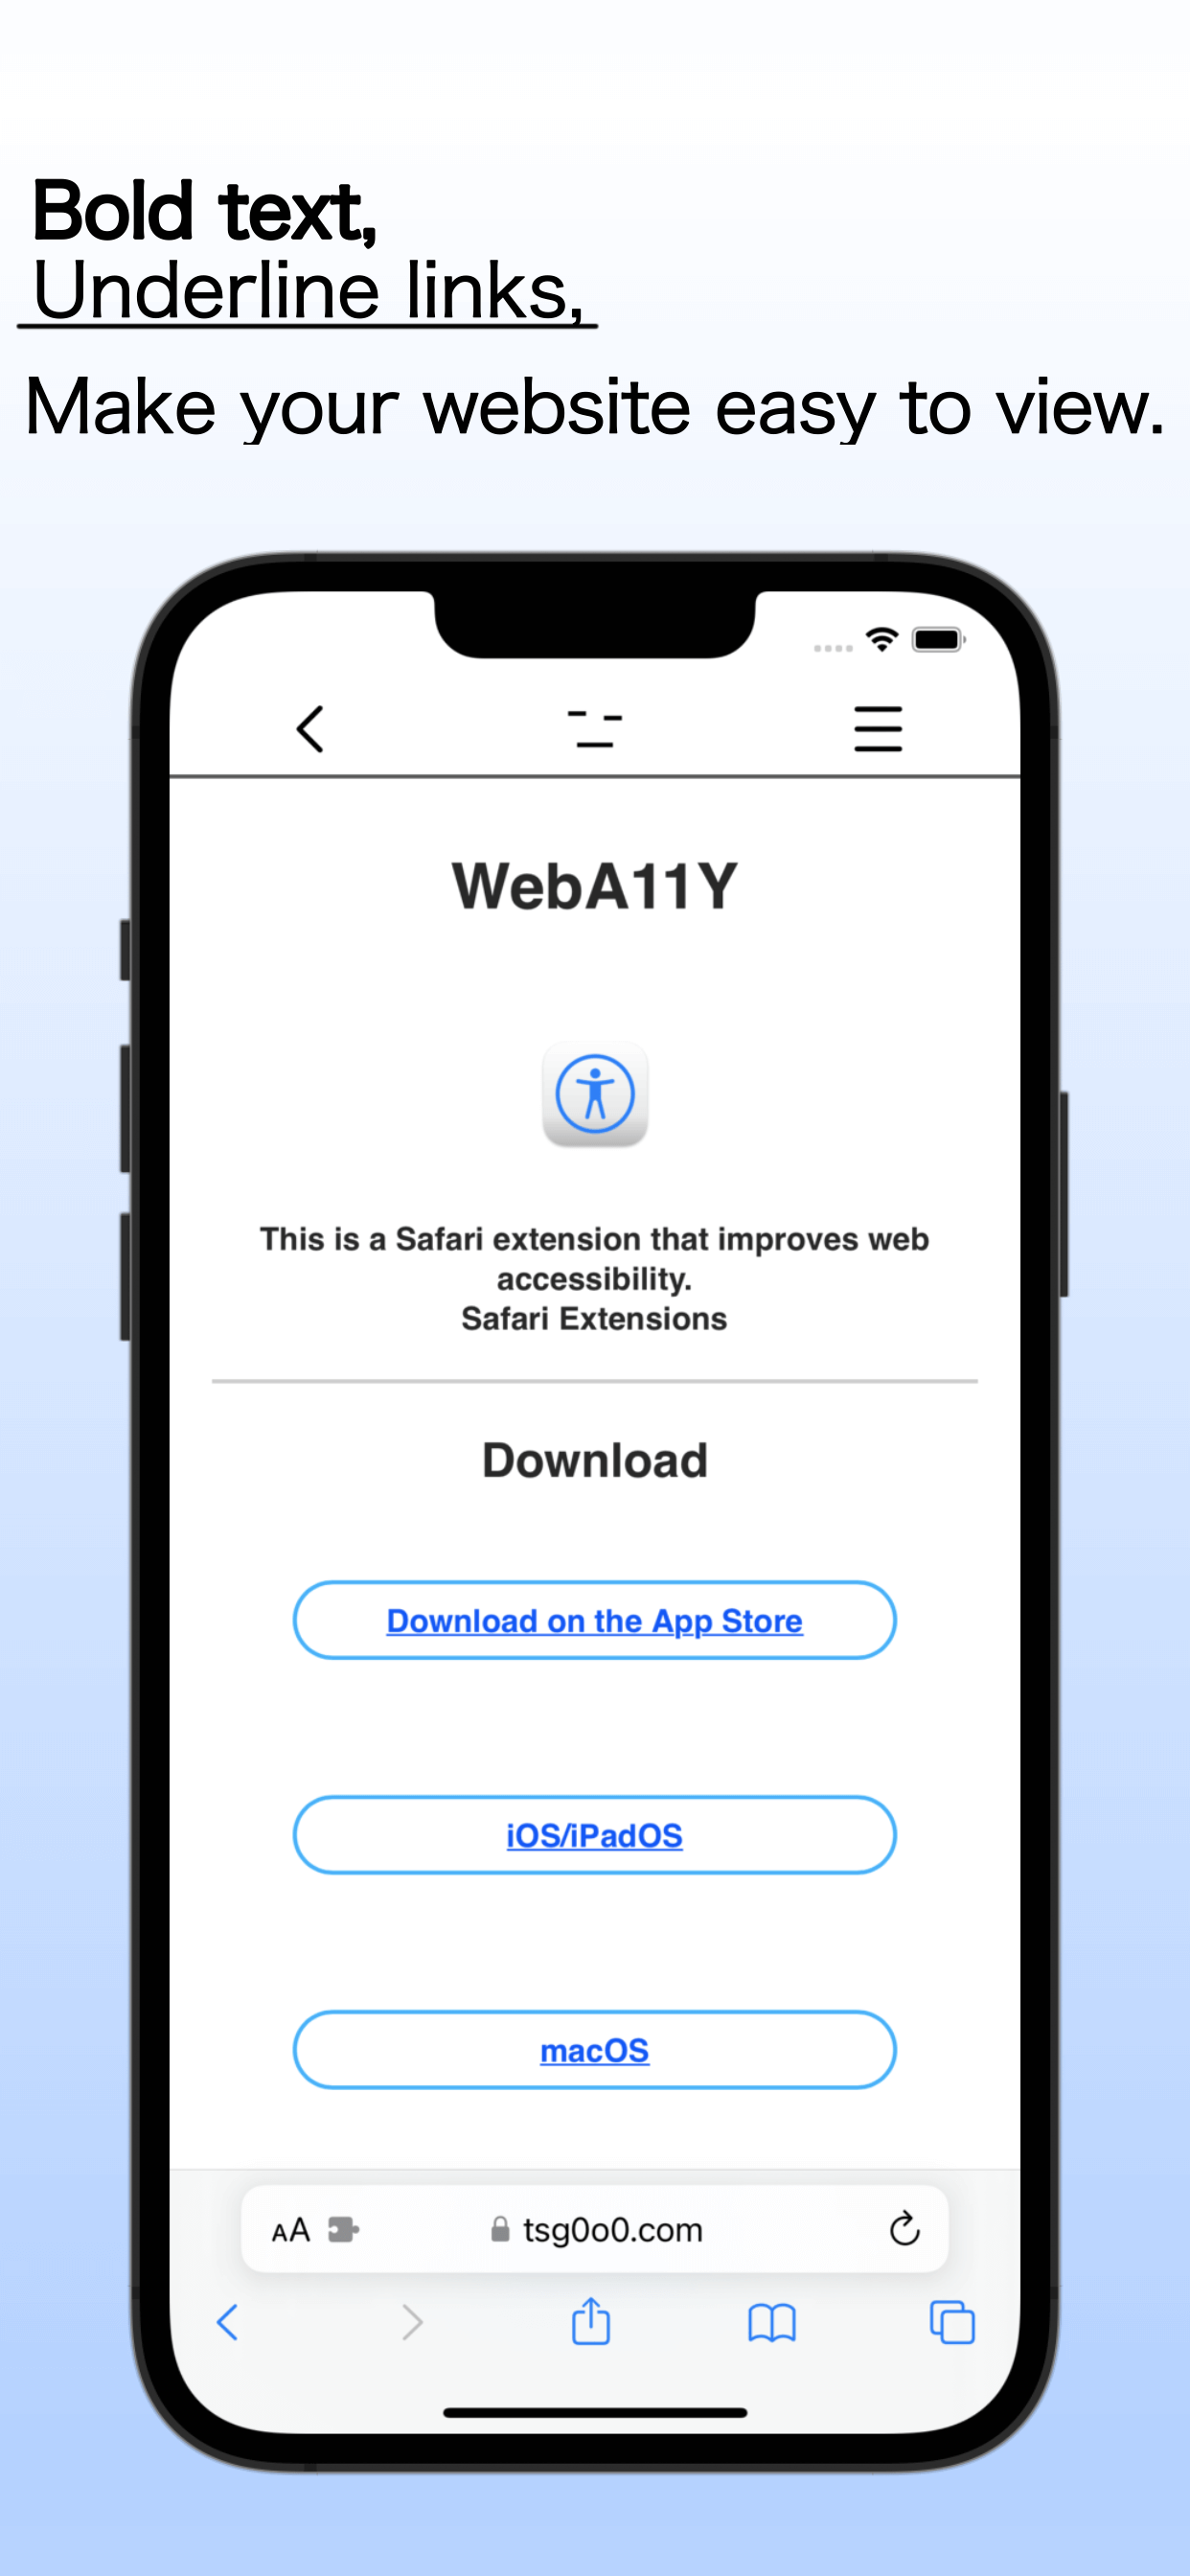 Bold text,
Underline links,
Make your website easy to view.
WebA11Y
This is a Safari extension that improves web
accessibility.
Safari Extensions
Download
Download on the App Store
iOS/iPadOS
macOS
AA
tsg0o0.com